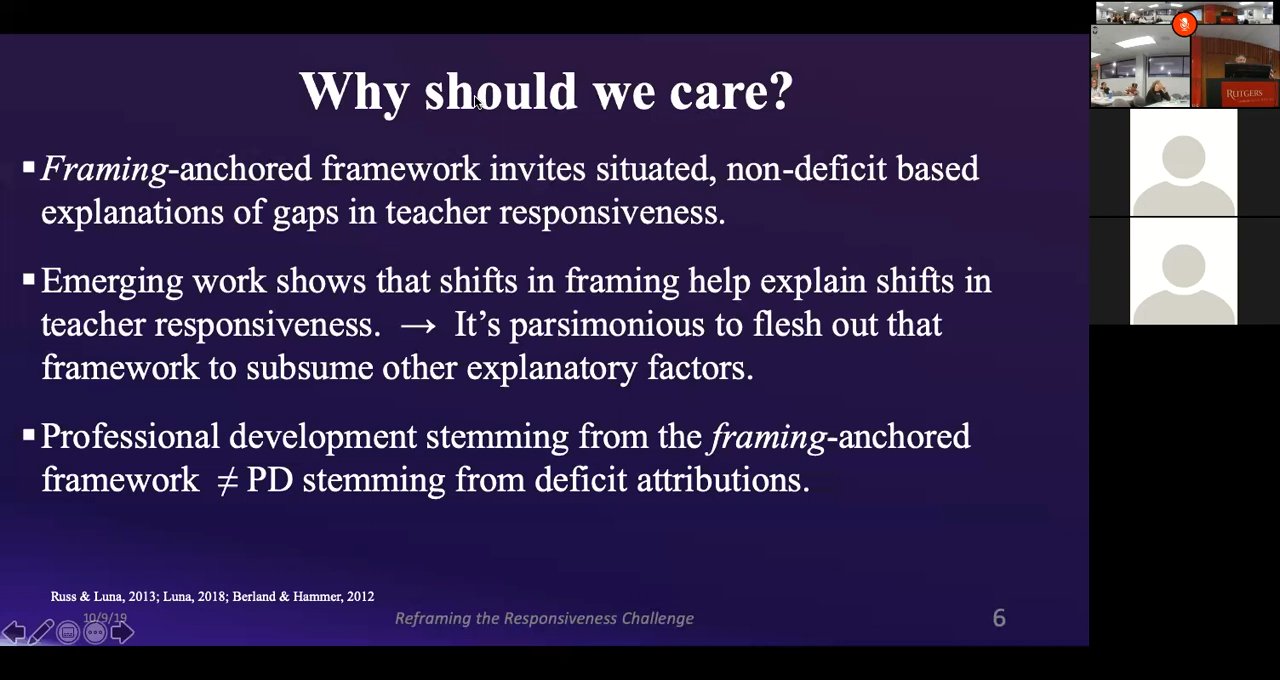 Why should we care?
▪Framing-anchored framework invites situated, non-deficit based
explanations of gaps in teacher responsiveness.
▪Emerging work shows that shifts in framing help explain shifts in
teacher responsiveness. → It’s parsimonious to flesh out that
framework to subsume other explanatory factors.
▪Professional development stemming from the framing-anchored
framework ≠ PD stemming from deficit attributions.
Russ & Luna, 2013; Luna, 2018; Berland & Hammer, 2012
10/9/19
Reframing the Responsiveness Challenge
6
RUTGERS